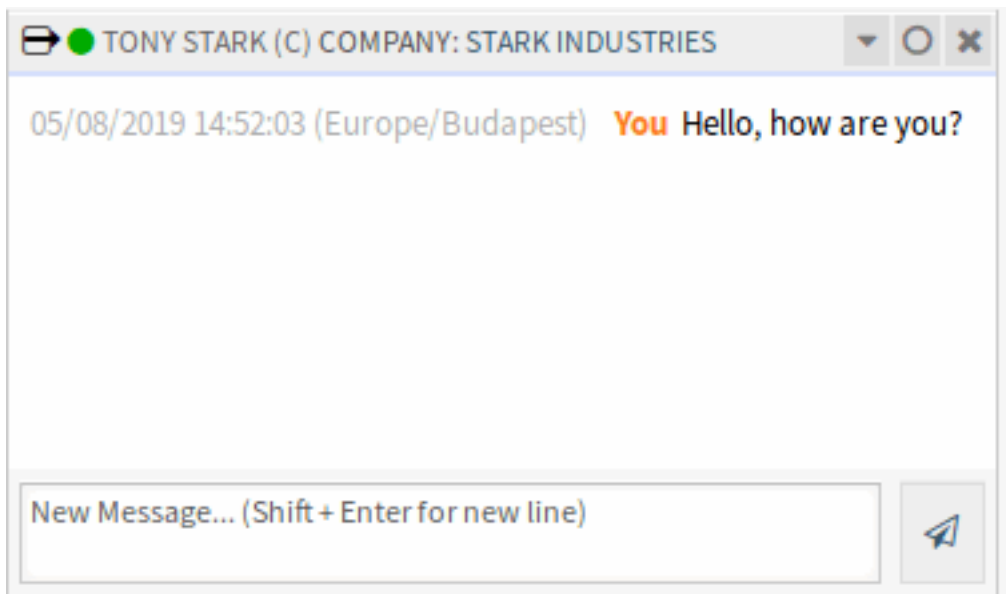 TONY STARK (C) COMPANY: STARK INDUSTRIES
05/08/2019 14:52:03 (Europe/Budapest) You Hello, how are you?
New Message... (Shift + Enter for new line)